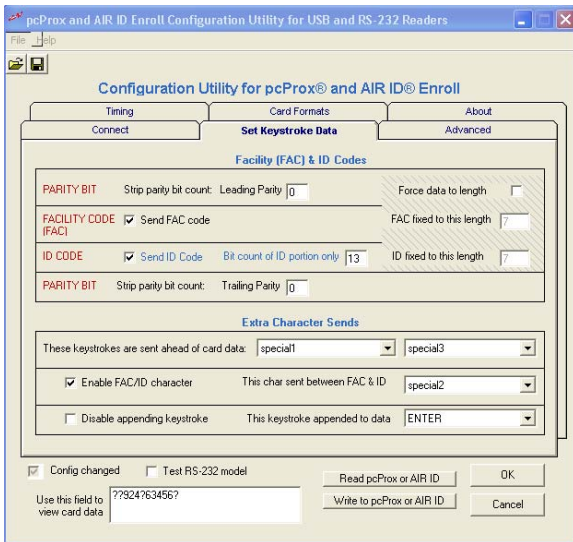 pcProx and AIR ID Enroll Configuration Utility for USB and RS-232 Readers
File Help
Configuration Utility for pcProx® and AIR ID® Enroll
Timing Card Formats About
Connect Set Keystroke Data Advanced
Facility (FAC) & ID Codes
PARITY BIT Strip parity bit count: Leading Parity 0 Force data to length
FACILITY CODE (FAC) Send FAC code FAC fixed to this length 7
ID CODE Send ID Code Bit count of ID portion only 13 ID fixed to this length 7
PARITY BIT Strip parity bit count: Trailing Parity 0
Extra Character Sends
These keystrokes are sent ahead of card data: special1 special3
Enable FAC/ID character This char sent between FAC & ID special2
Disable appending keystroke This keystroke appended to data ENTER
Config changed Test RS-232 model Read pcProx or AIR ID OK
Use this field to view card data ??924?63456? Write to pcProx or AIR ID Cancel